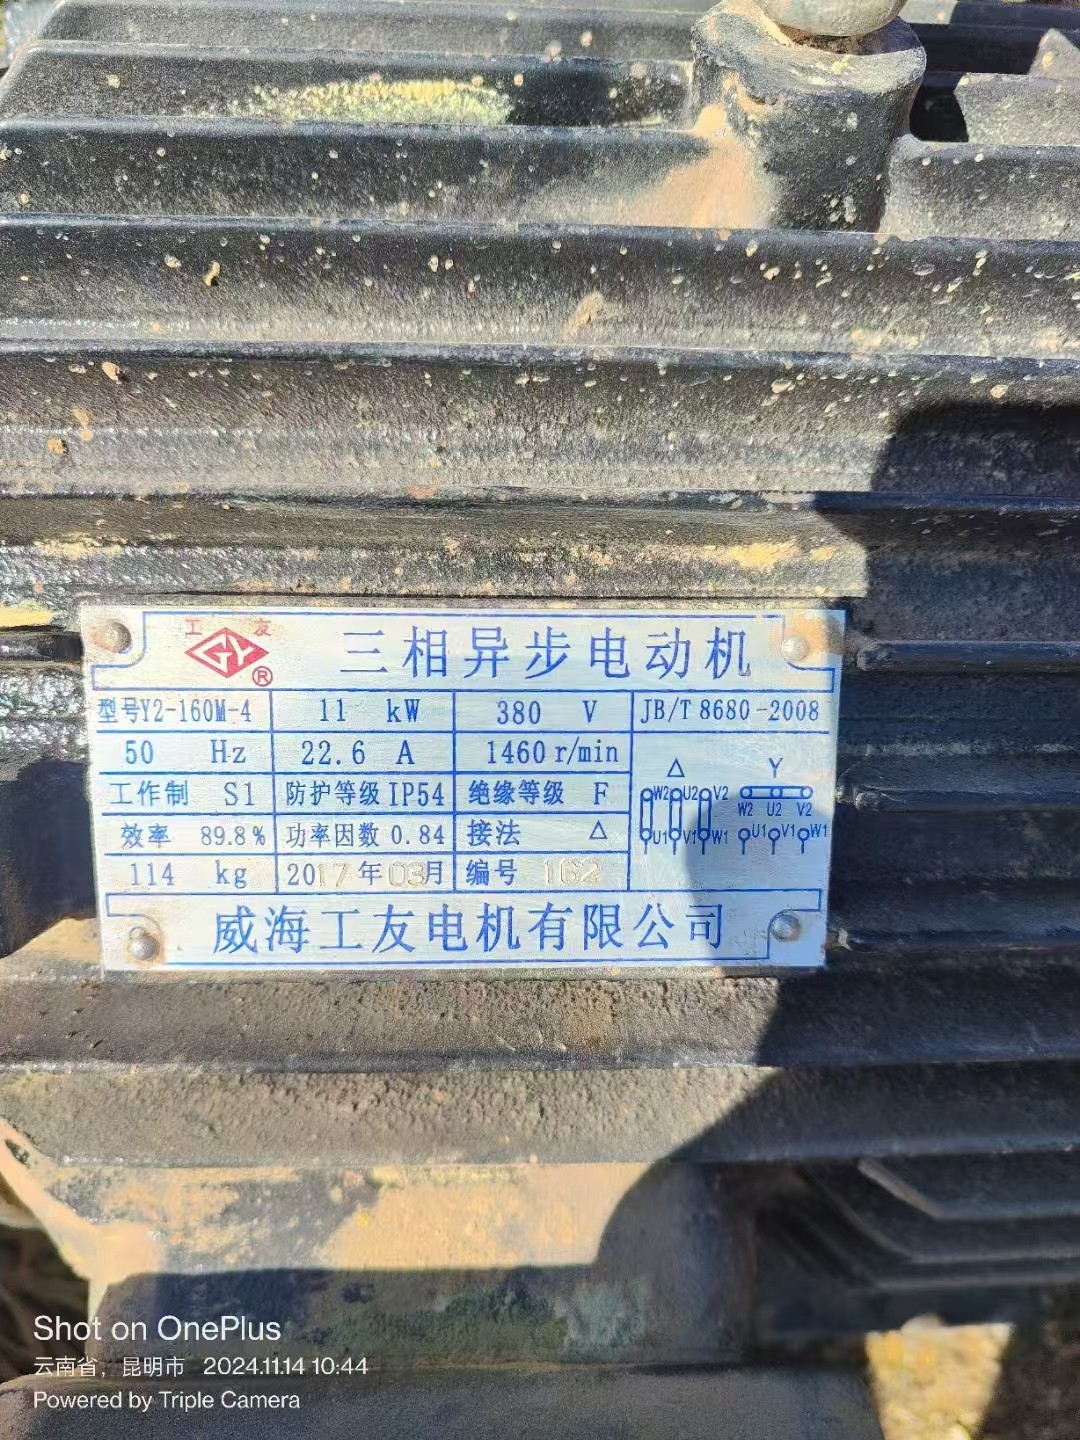 工 友
GY ®
三相异步电动机
型号Y2-160M-4 11 kW 380 V JB/T 8680-2008
50 Hz 22.6 A 1460 r/min
工作制 S1 防护等级 IP54 绝缘等级 F
效率 89.8% 功率因数 0.84 接法 △
114 kg 2017年03月 编号 162
△ Y
W2 U2 V2 W2 U2 V2
U1 V1 W1 U1 V1 W1
威海工友电机有限公司
Shot on OnePlus
云南省，昆明市 2024.11.14 10:44
Powered by Triple Camera